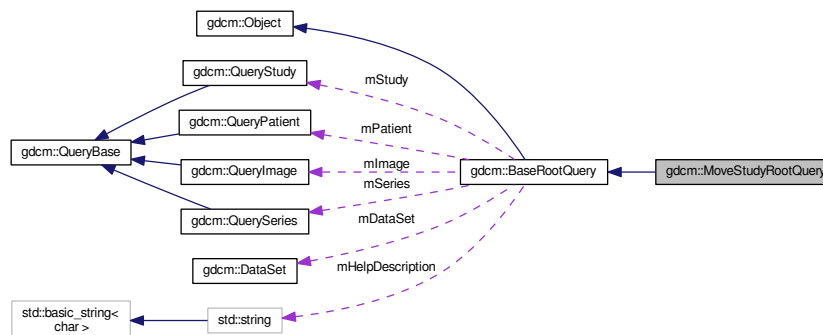 gdcm::Object
gdcm::QueryStudy
mStudy
gdcm::QueryPatient
mPatient
gdcm::QueryBase
gdcm::QueryImage
mImage
gdcm::BaseRootQuery
gdcm::MoveStudyRootQuery
mSeries
gdcm::QuerySeries
mDataSet
gdcm::DataSet
mHelpDescription
std::basic_string<
char >
std::string